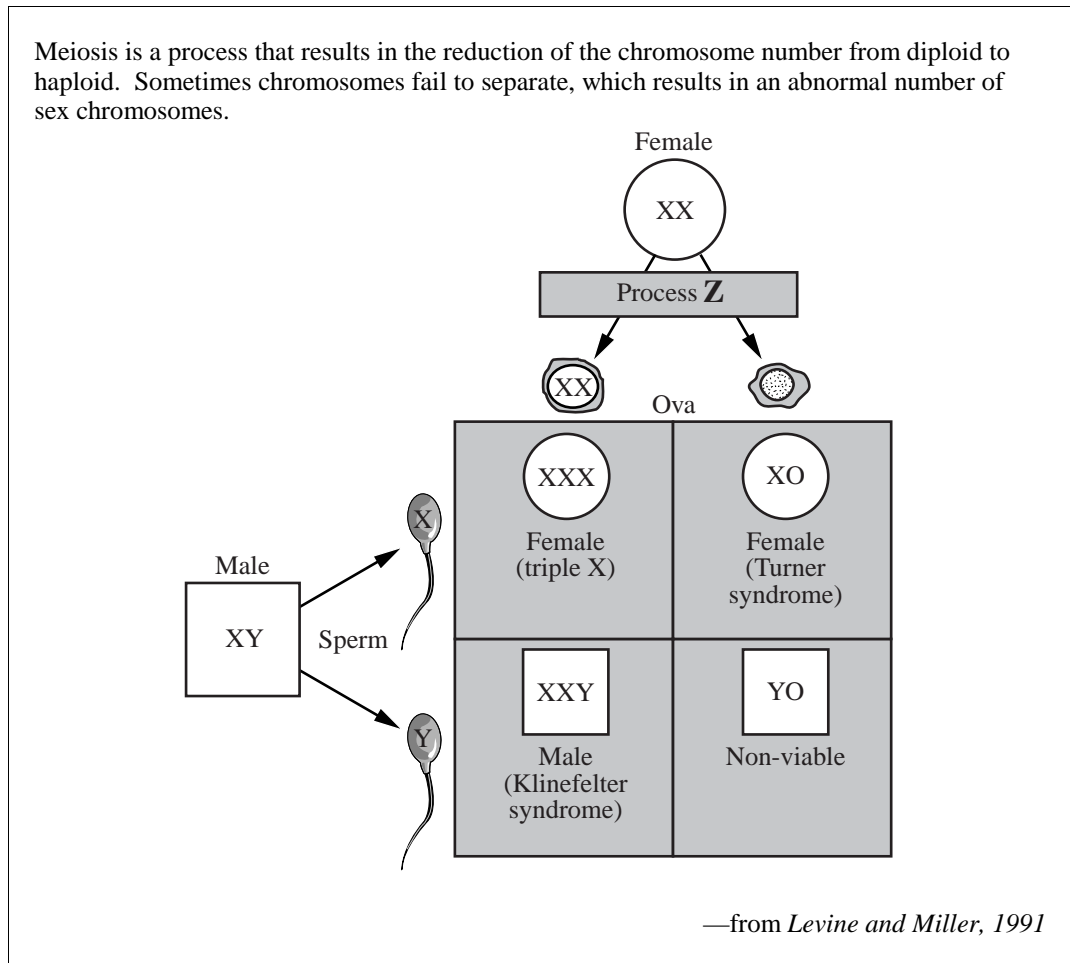 Meiosis is a process that results in the reduction of the chromosome number from diploid to
haploid.  Sometimes chromosomes fail to separate, which results in an abnormal number of
sex chromosomes.
Female
XX
Process Z
XX
Ova
XXX
Female
(triple X)
XO
Female
(Turner
syndrome)
X
Male
XY
Sperm
Y
XXY
Male
(Klinefelter
syndrome)
YO
Non-viable
—from Levine and Miller, 1991